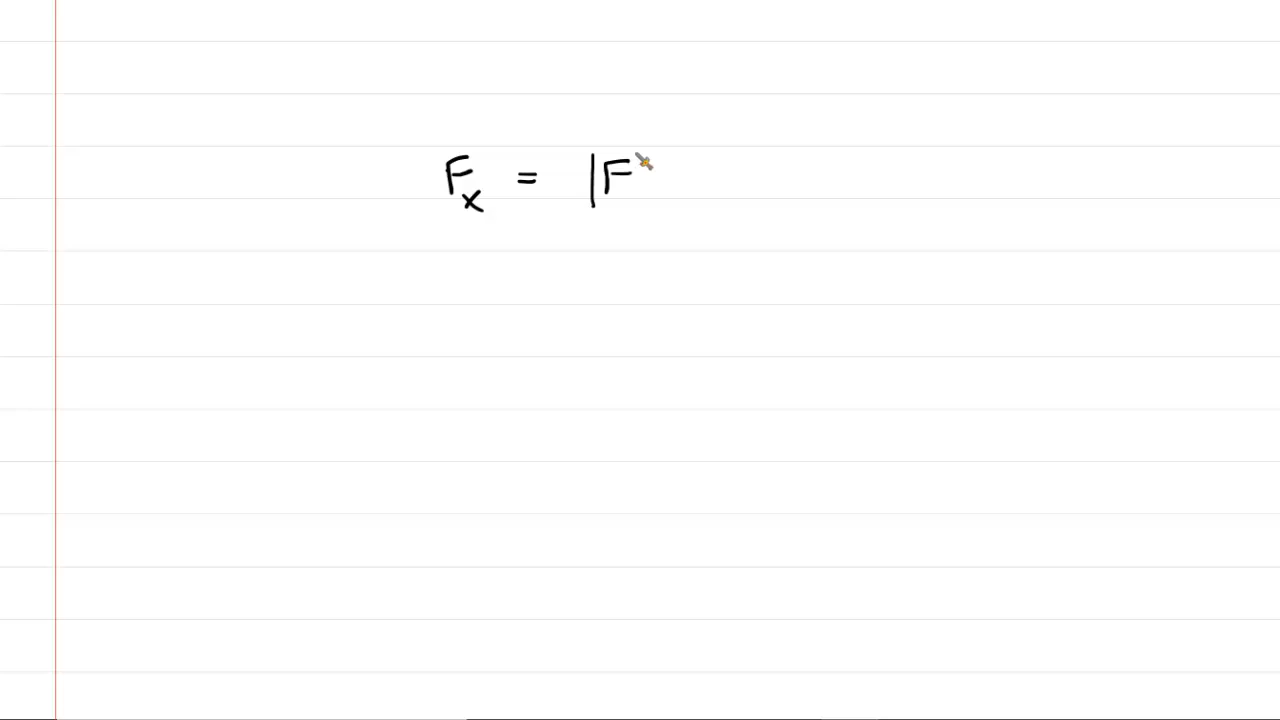 Fₓ = |F